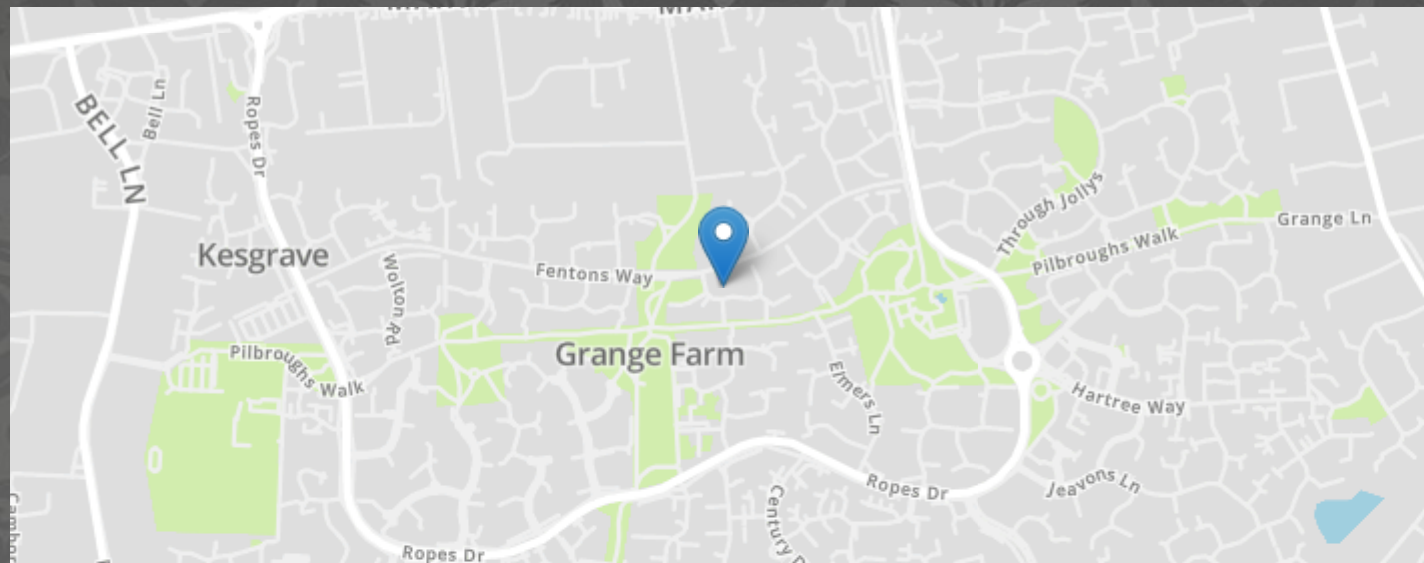 Bell Ln
BELL LN
Ropes Dr
Through Jollys
Grange Ln
Pilbroughs Walk
Kesgrave
Wolton Rd
Fentons Way
Pilbroughs Walk
Grange Farm
Elmers Ln
Hartree Way
Ropes Dr
Jeavons Ln
Century
Ropes Dr